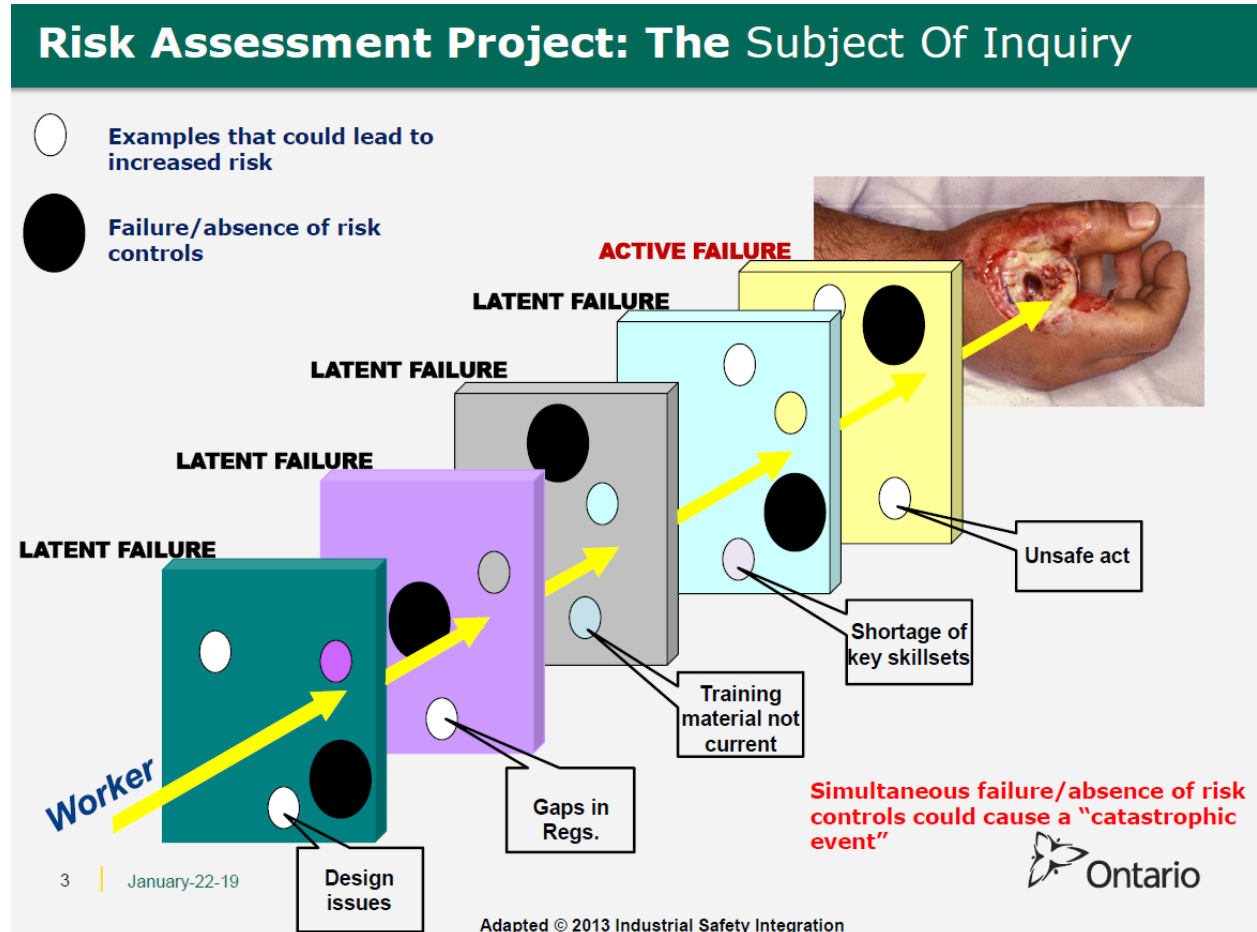 Risk Assessment Project: The Subject Of Inquiry
Examples that could lead to
increased risk
Failure/absence of risk
controls
ACTIVE FAILURE
LATENT FAILURE
LATENT FAILURE
LATENT FAILURE
LATENT FAILURE
Unsafe act
Shortage of
key skillsets
Training
material not
current
Gaps in
Regs.
Design
issues
Worker
Simultaneous failure/absence of risk
controls could cause a “catastrophic
event”
Ontario
3
January-22-19
Adapted © 2013 Industrial Safety Integration